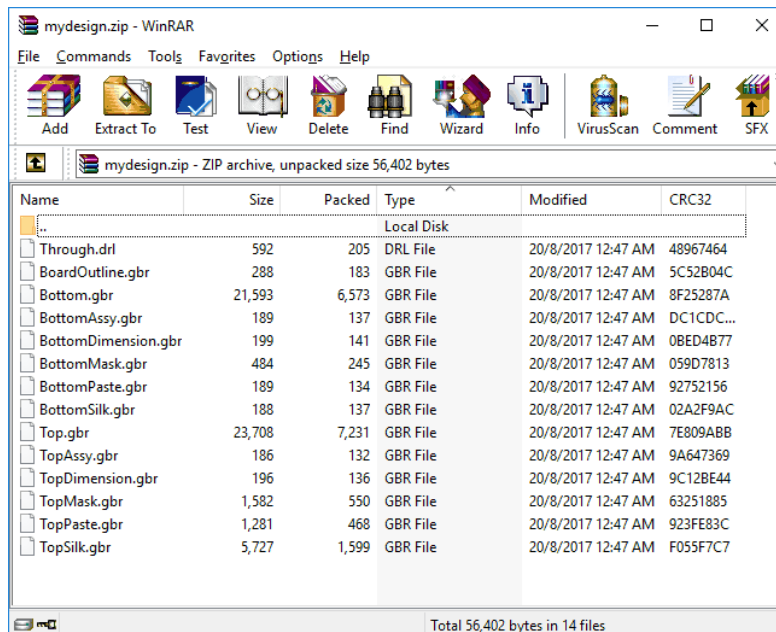 mydesign.zip - WinRAR
File Commands Tools Favorites Options Help
Add Extract To Test View Delete Find Wizard Info VirusScan Comment SFX
mydesign.zip - ZIP archive, unpacked size 56,402 bytes
Name Size Packed Type Modified CRC32
.. Local Disk
Through.drl 592 205 DRL File 20/8/2017 12:47 AM 48967464
BoardOutline.gbr 288 183 GBR File 20/8/2017 12:47 AM 5C52B04C
Bottom.gbr 21,593 6,573 GBR File 20/8/2017 12:47 AM 8F25287A
BottomAssy.gbr 189 137 GBR File 20/8/2017 12:47 AM DC1CDC...
BottomDimension.gbr 199 141 GBR File 20/8/2017 12:47 AM 0BED4B77
BottomMask.gbr 484 245 GBR File 20/8/2017 12:47 AM 059D7813
BottomPaste.gbr 189 134 GBR File 20/8/2017 12:47 AM 92752156
BottomSilk.gbr 188 137 GBR File 20/8/2017 12:47 AM 02A2F9AC
Top.gbr 23,708 7,231 GBR File 20/8/2017 12:47 AM 7E809ABB
TopAssy.gbr 186 132 GBR File 20/8/2017 12:47 AM 9A647369
TopDimension.gbr 196 136 GBR File 20/8/2017 12:47 AM 9C12BE44
TopMask.gbr 1,582 550 GBR File 20/8/2017 12:47 AM 63251885
TopPaste.gbr 1,281 468 GBR File 20/8/2017 12:47 AM 923FE83C
TopSilk.gbr 5,727 1,599 GBR File 20/8/2017 12:47 AM F055F7C7
Total 56,402 bytes in 14 files